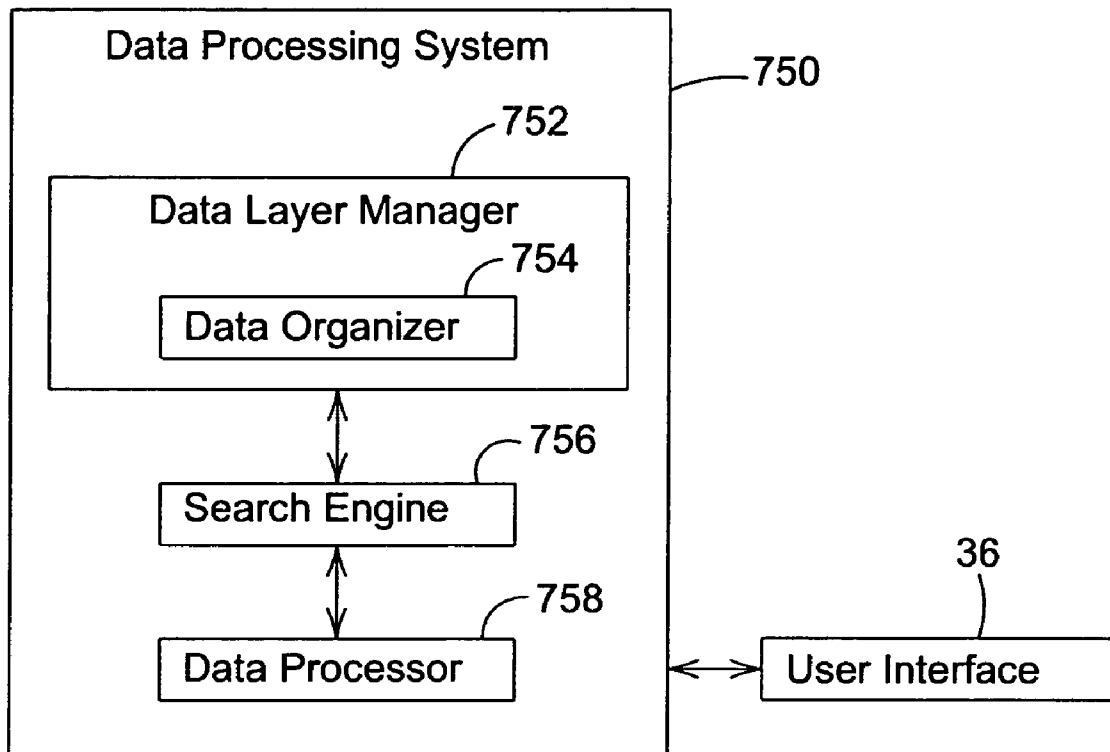 Data Processing System
750
752
Data Layer Manager
754
Data Organizer
756
Search Engine
758
Data Processor
36
User Interface